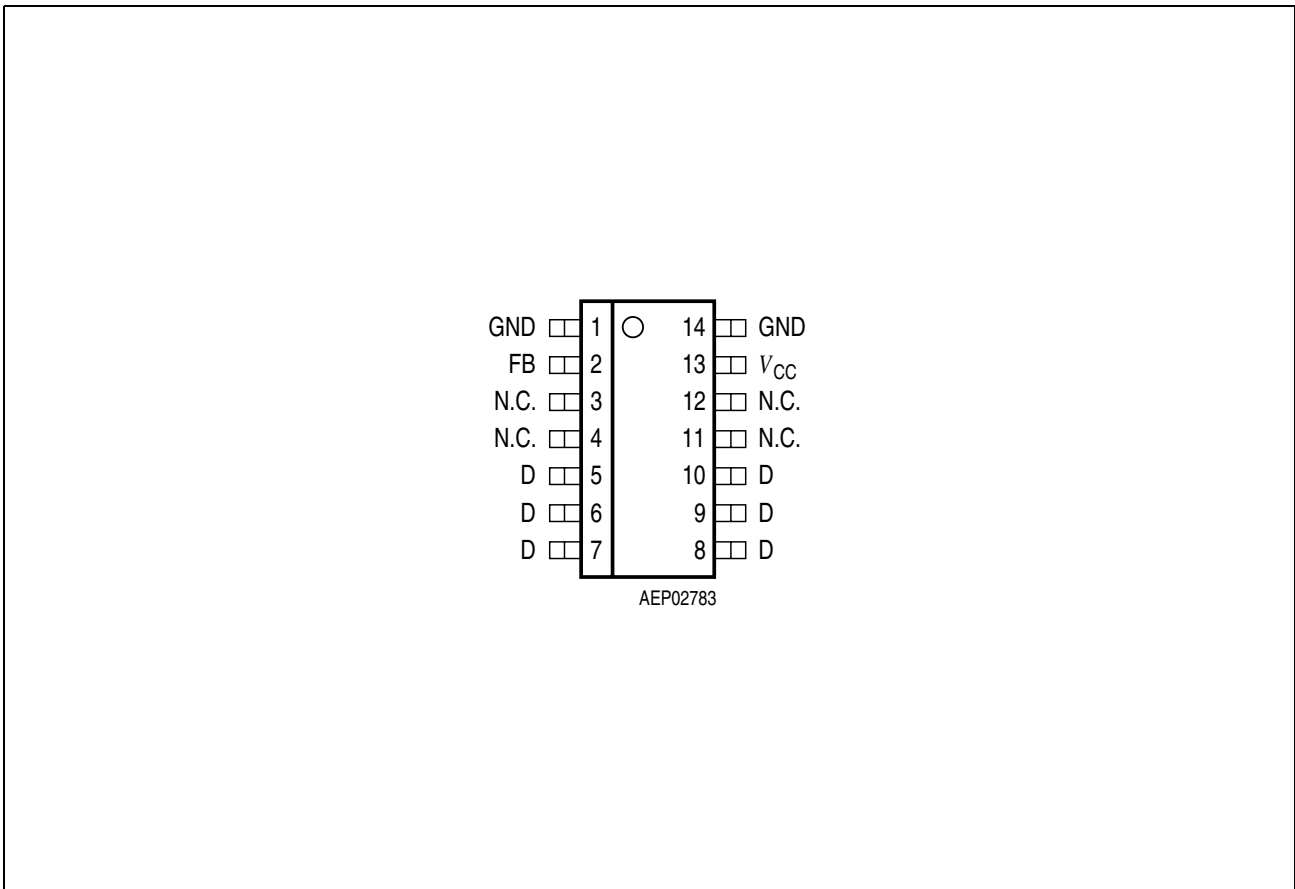 GND 1 14 GND
FB 2 13 VCC
N.C. 3 12 N.C.
N.C. 4 11 N.C.
D 5 10 D
D 6 9 D
D 7 8 D
AEP02783